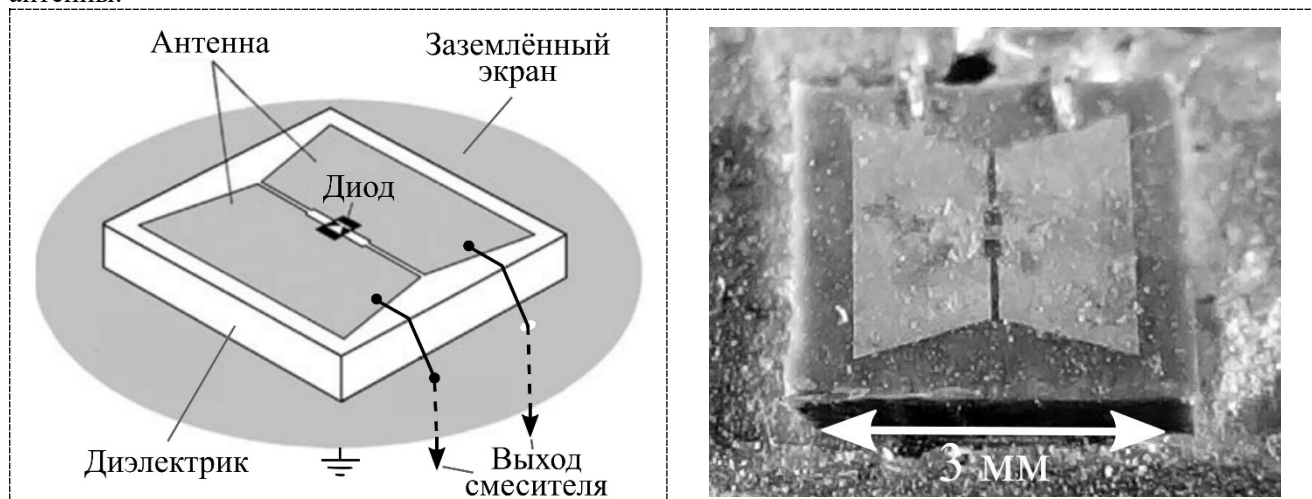 антенны.
Антенна
Заземлённый
экран
Диод
Диэлектрик
Выход
смесителя
3 мм